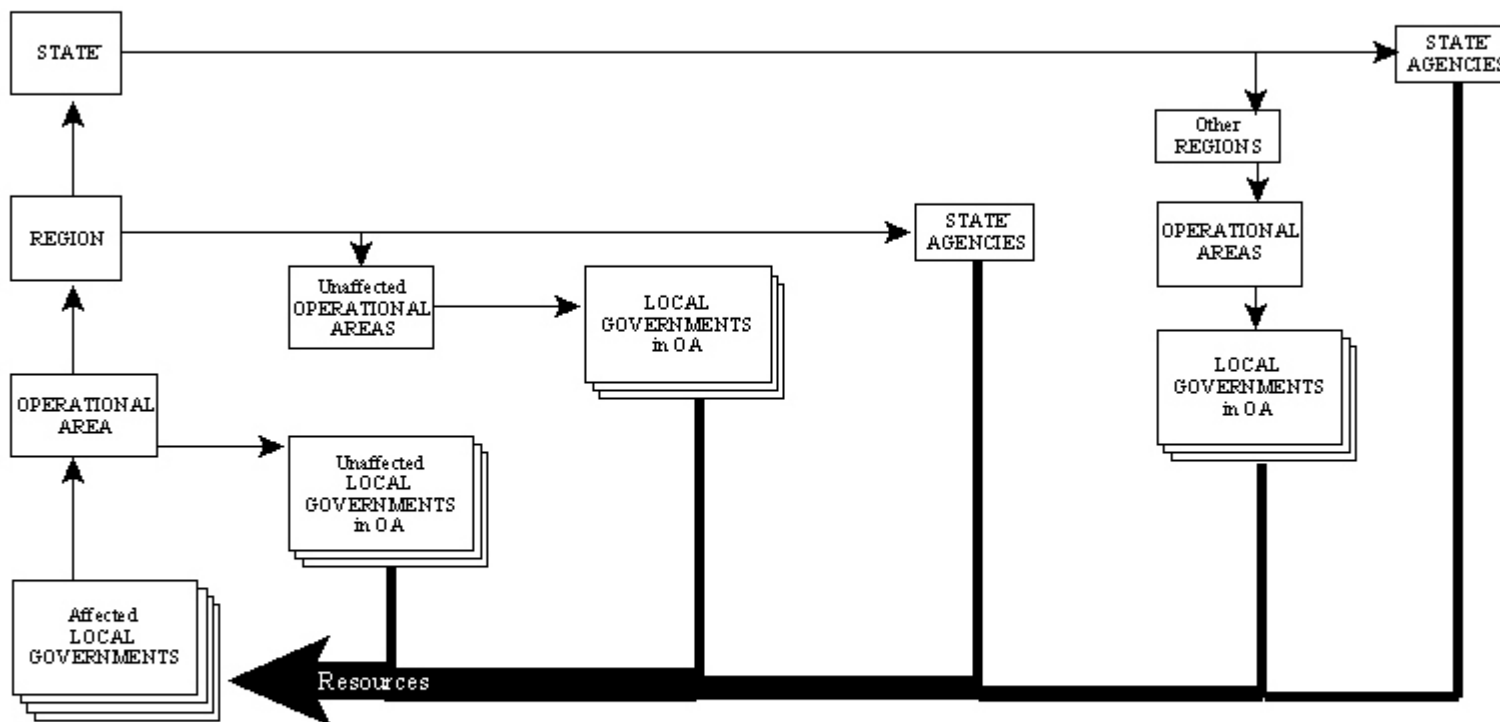 STATE
STATE
AGENCIES
Other
REGIONS
REGION
STATE
AGENCIES
OPERATIONAL
AREAS
Unaffected
OPERATIONAL
AREAS
LOCAL
GOVERNMENTS
in OA
LOCAL
GOVERNMENTS
in OA
OPERATIONAL
AREA
Unaffected
LOCAL
GOVERNMENTS
in OA
Affected
LOCAL
GOVERNMENTS
Resources